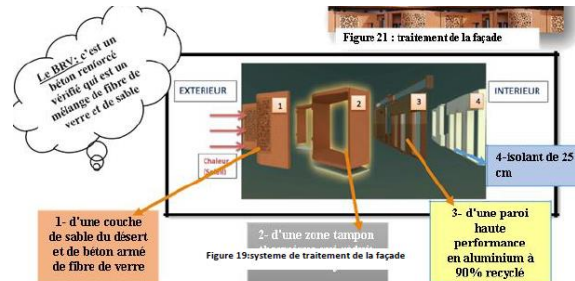 Figure 21 : traitement de la façade
Le BRV: c'est un
béton renforcé
vérifié qui est un
mélange de fibre de
verre et de sable
EXTERIEUR
1
2
3
4
INTERIEUR
Chaleur
4-isolant de 25
cm
1- d'une couche
de sable du désert
et de béton armé
de fibre de verre
2- d'une zone tampon
Figure 19:systeme de traitement de la façade
3- d'une paroi
haute
performance
en aluminium à
90% recyclé